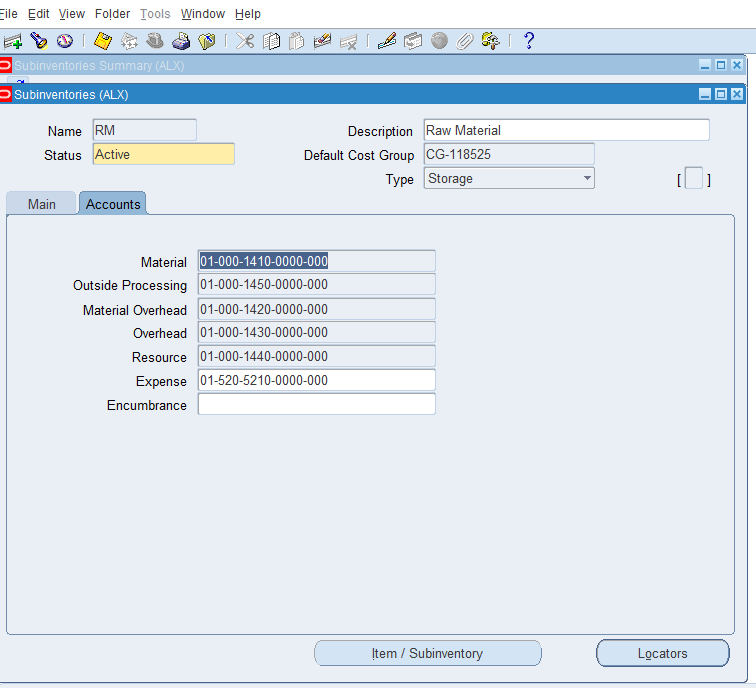 File Edit View Folder Tools Window Help
Subinventories Summary (ALX)
Subinventories (ALX)
Name RM Description Raw Material
Status Active Default Cost Group CG-118525
Type Storage [ ]
Main Accounts
Material 01-000-1410-0000-000
Outside Processing 01-000-1450-0000-000
Material Overhead 01-000-1420-0000-000
Overhead 01-000-1430-0000-000
Resource 01-000-1440-0000-000
Expense 01-520-5210-0000-000
Encumbrance
Item / Subinventory Locators